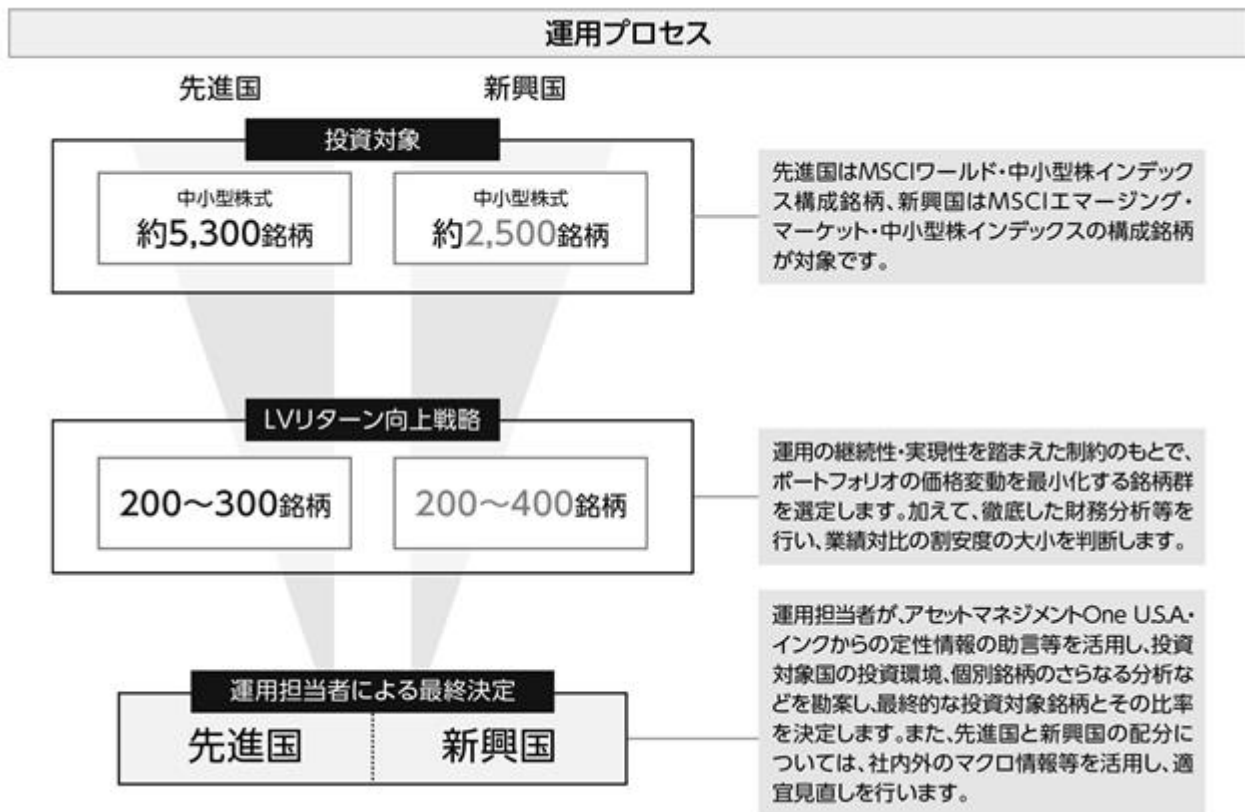 運用プロセス
先進国 新興国
投資対象
中小型株式
約5,300銘柄
中小型株式
約2,500銘柄
先進国はMSCIワールド・中小型株インデック
ス構成銘柄、新興国はMSCIエマージング・
マーケット・中小型株インデックスの構成銘柄
が対象です。
LVリターン向上戦略
200～300銘柄
200～400銘柄
運用の継続性・実現性を踏まえた制約のもとで、
ポートフォリオの価格変動を最小化する銘柄群
を選定します。加えて、徹底した財務分析等を
行い、業績対比の割安度の大小を判断します。
運用担当者による最終決定
先進国
新興国
運用担当者が、アセットマネジメントOne U.S.A.・
インクからの定性情報の助言等を活用し、投資
対象国の投資環境、個別銘柄のさらなる分析な
どを勘案し、最終的な投資対象銘柄とその比率
を決定します。また、先進国と新興国の配分に
ついては、社内外のマクロ情報等を活用し、適
宜見直しを行います。